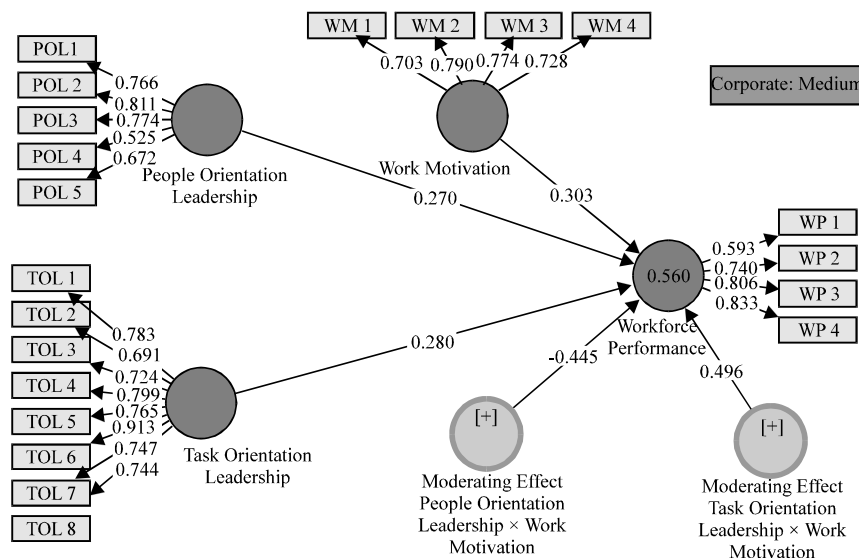 WM 1
WM 2
WM 3
WM 4
0.703
0.790
0.774
0.728
Corporate: Medium
POL1
POL 2
POL3
POL 4
POL 5
0.766
0.811
0.774
0.525
0.672
People Orientation
Leadership
Work Motivation
0.270
0.303
WP 1
WP 2
WP 3
WP 4
0.593
0.740
0.806
0.833
0.560
Workforce
Performance
TOL 1
TOL 2
TOL 3
TOL 4
TOL 5
TOL 6
TOL 7
TOL 8
0.783
0.691
0.724
0.799
0.765
0.913
0.747
0.744
Task Orientation
Leadership
0.280
-0.445
0.496
[+]
Moderating Effect
People Orientation
Leadership × Work
Motivation
[+]
Moderating Effect
Task Orientation
Leadership × Work
Motivation